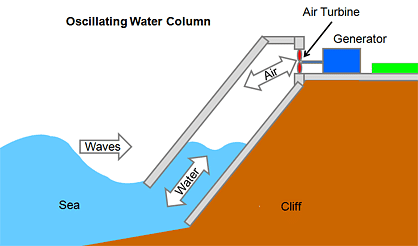 Oscillating Water Column
Air Turbine
Generator
Air
Waves
Water
Sea
Cliff